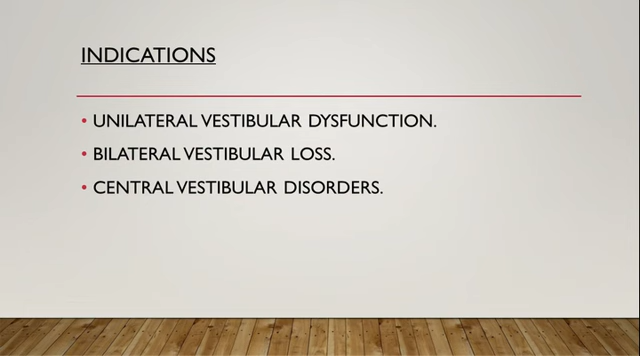 INDICATIONS
• UNILATERAL VESTIBULAR DYSFUNCTION.
• BILATERAL VESTIBULAR LOSS.
• CENTRAL VESTIBULAR DISORDERS.